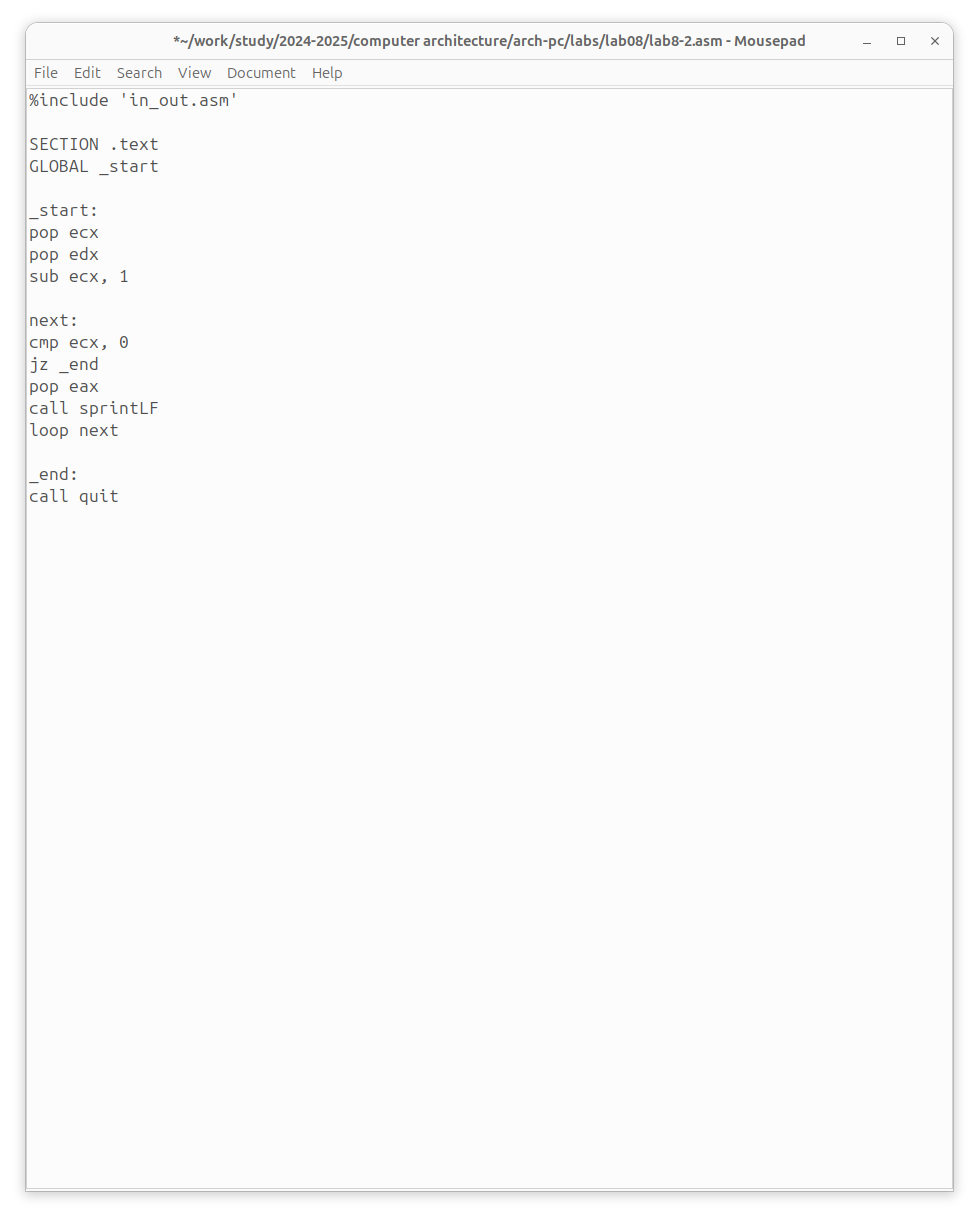 *~/work/study/2024-2025/computer architecture/arch-pc/labs/lab08/lab8-2.asm - Mousepad
File Edit Search View Document Help
%include 'in_out.asm'
SECTION .text
GLOBAL _start
_start:
pop ecx
pop edx
sub ecx, 1
next:
cmp ecx, 0
jz _end
pop eax
call sprintLF
loop next
_end:
call quit